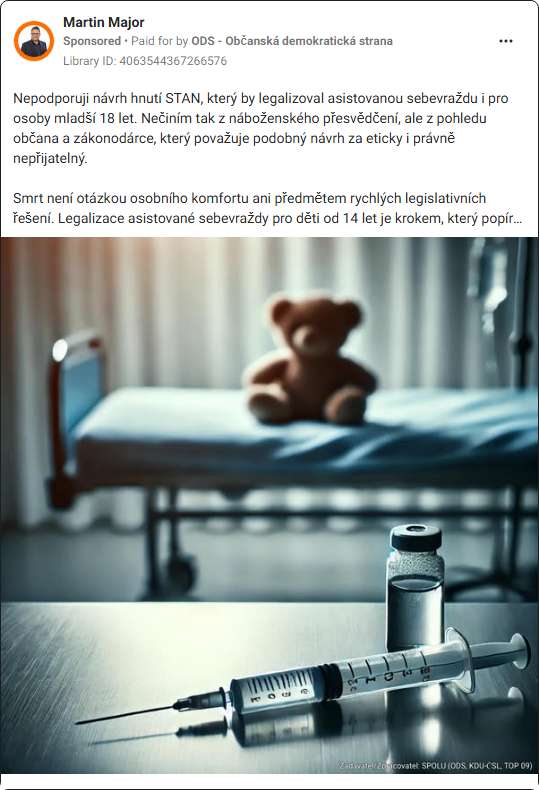 Martin Major
Sponsored • Paid for by ODS - Občanská demokratická strana
Library ID: 4063544367266576
Nepodporuji návrh hnutí STAN, který by legalizoval asistovanou sebevraždu i pro
osoby mladší 18 let. Nečiním tak z náboženského přesvědčení, ale z pohledu
občana a zákonodárce, který považuje podobný návrh za eticky i právně
nepřijatelný.
Smrt není otázkou osobního komfortu ani předmětem rychlých legislativních
řešení. Legalizace asistované sebevraždy pro děti od 14 let je krokem, který popír...
Zadavatel/Zpracovatel: SPOLU (ODS, KDU-ČSL, TOP 09)